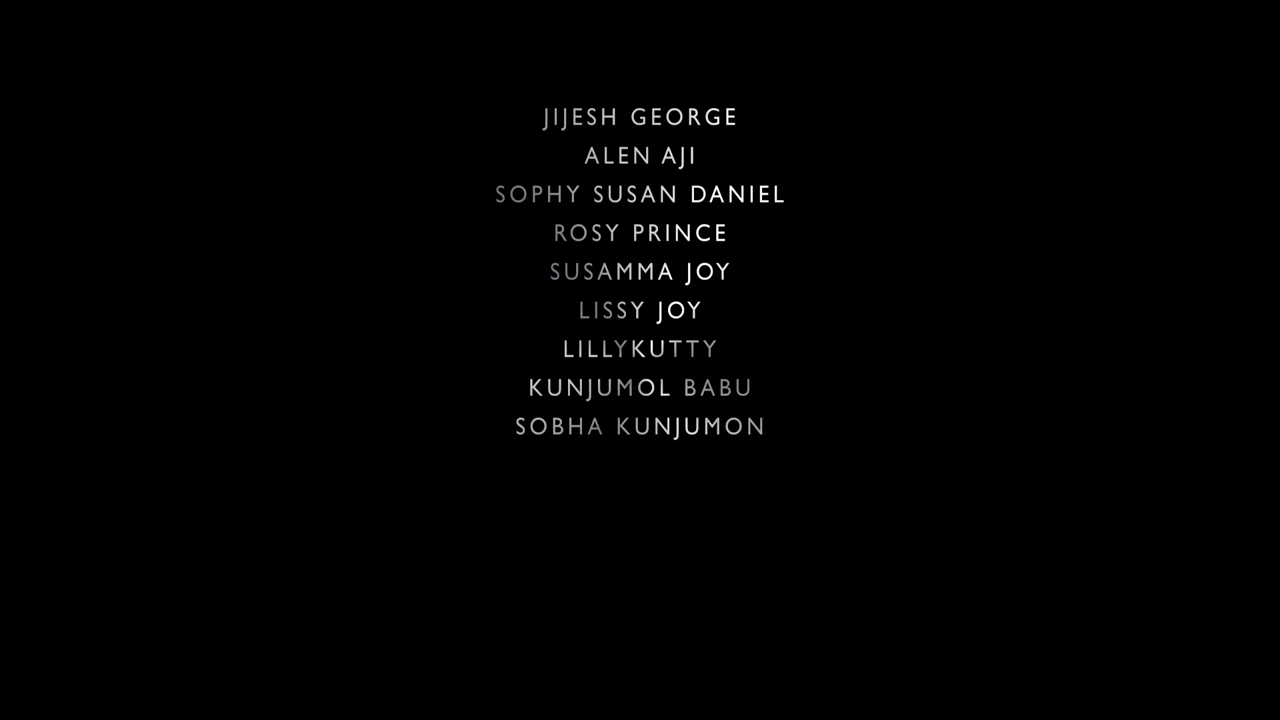 JIJESH GEORGE
ALEN AJI
SOPHY SUSAN DANIEL
ROSY PRINCE
SUSAMMA JOY
LISSY JOY
LILLYKUTTY
KUNJUMOL BABU
SOBHA KUNJUMON